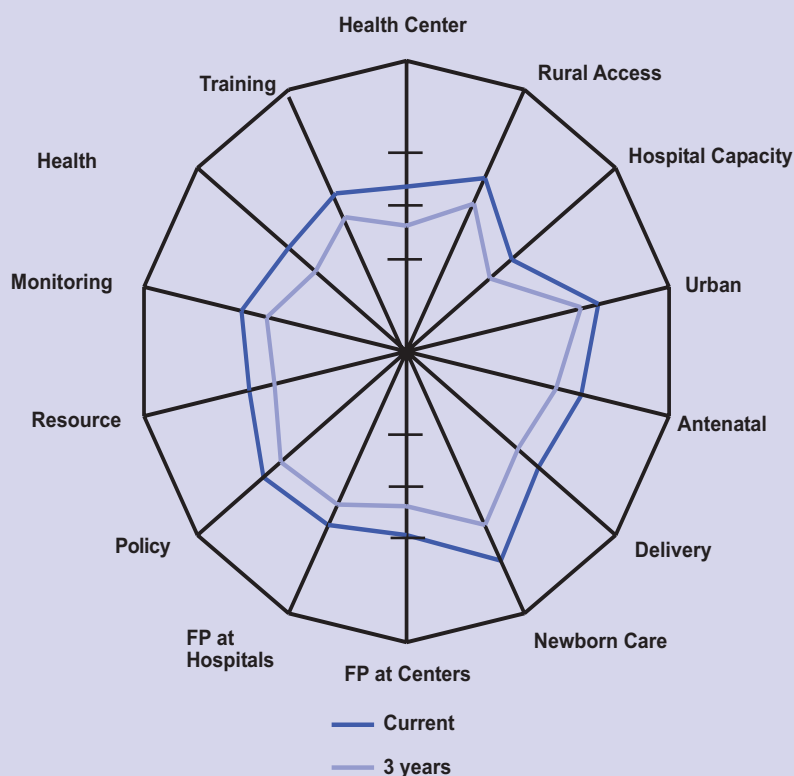 Health Center
Rural Access
Training
Hospital Capacity
Health
Monitoring
Urban
Resource
Antenatal
Policy
Delivery
FP at
Hospitals
Newborn Care
FP at Centers
Current
3 years